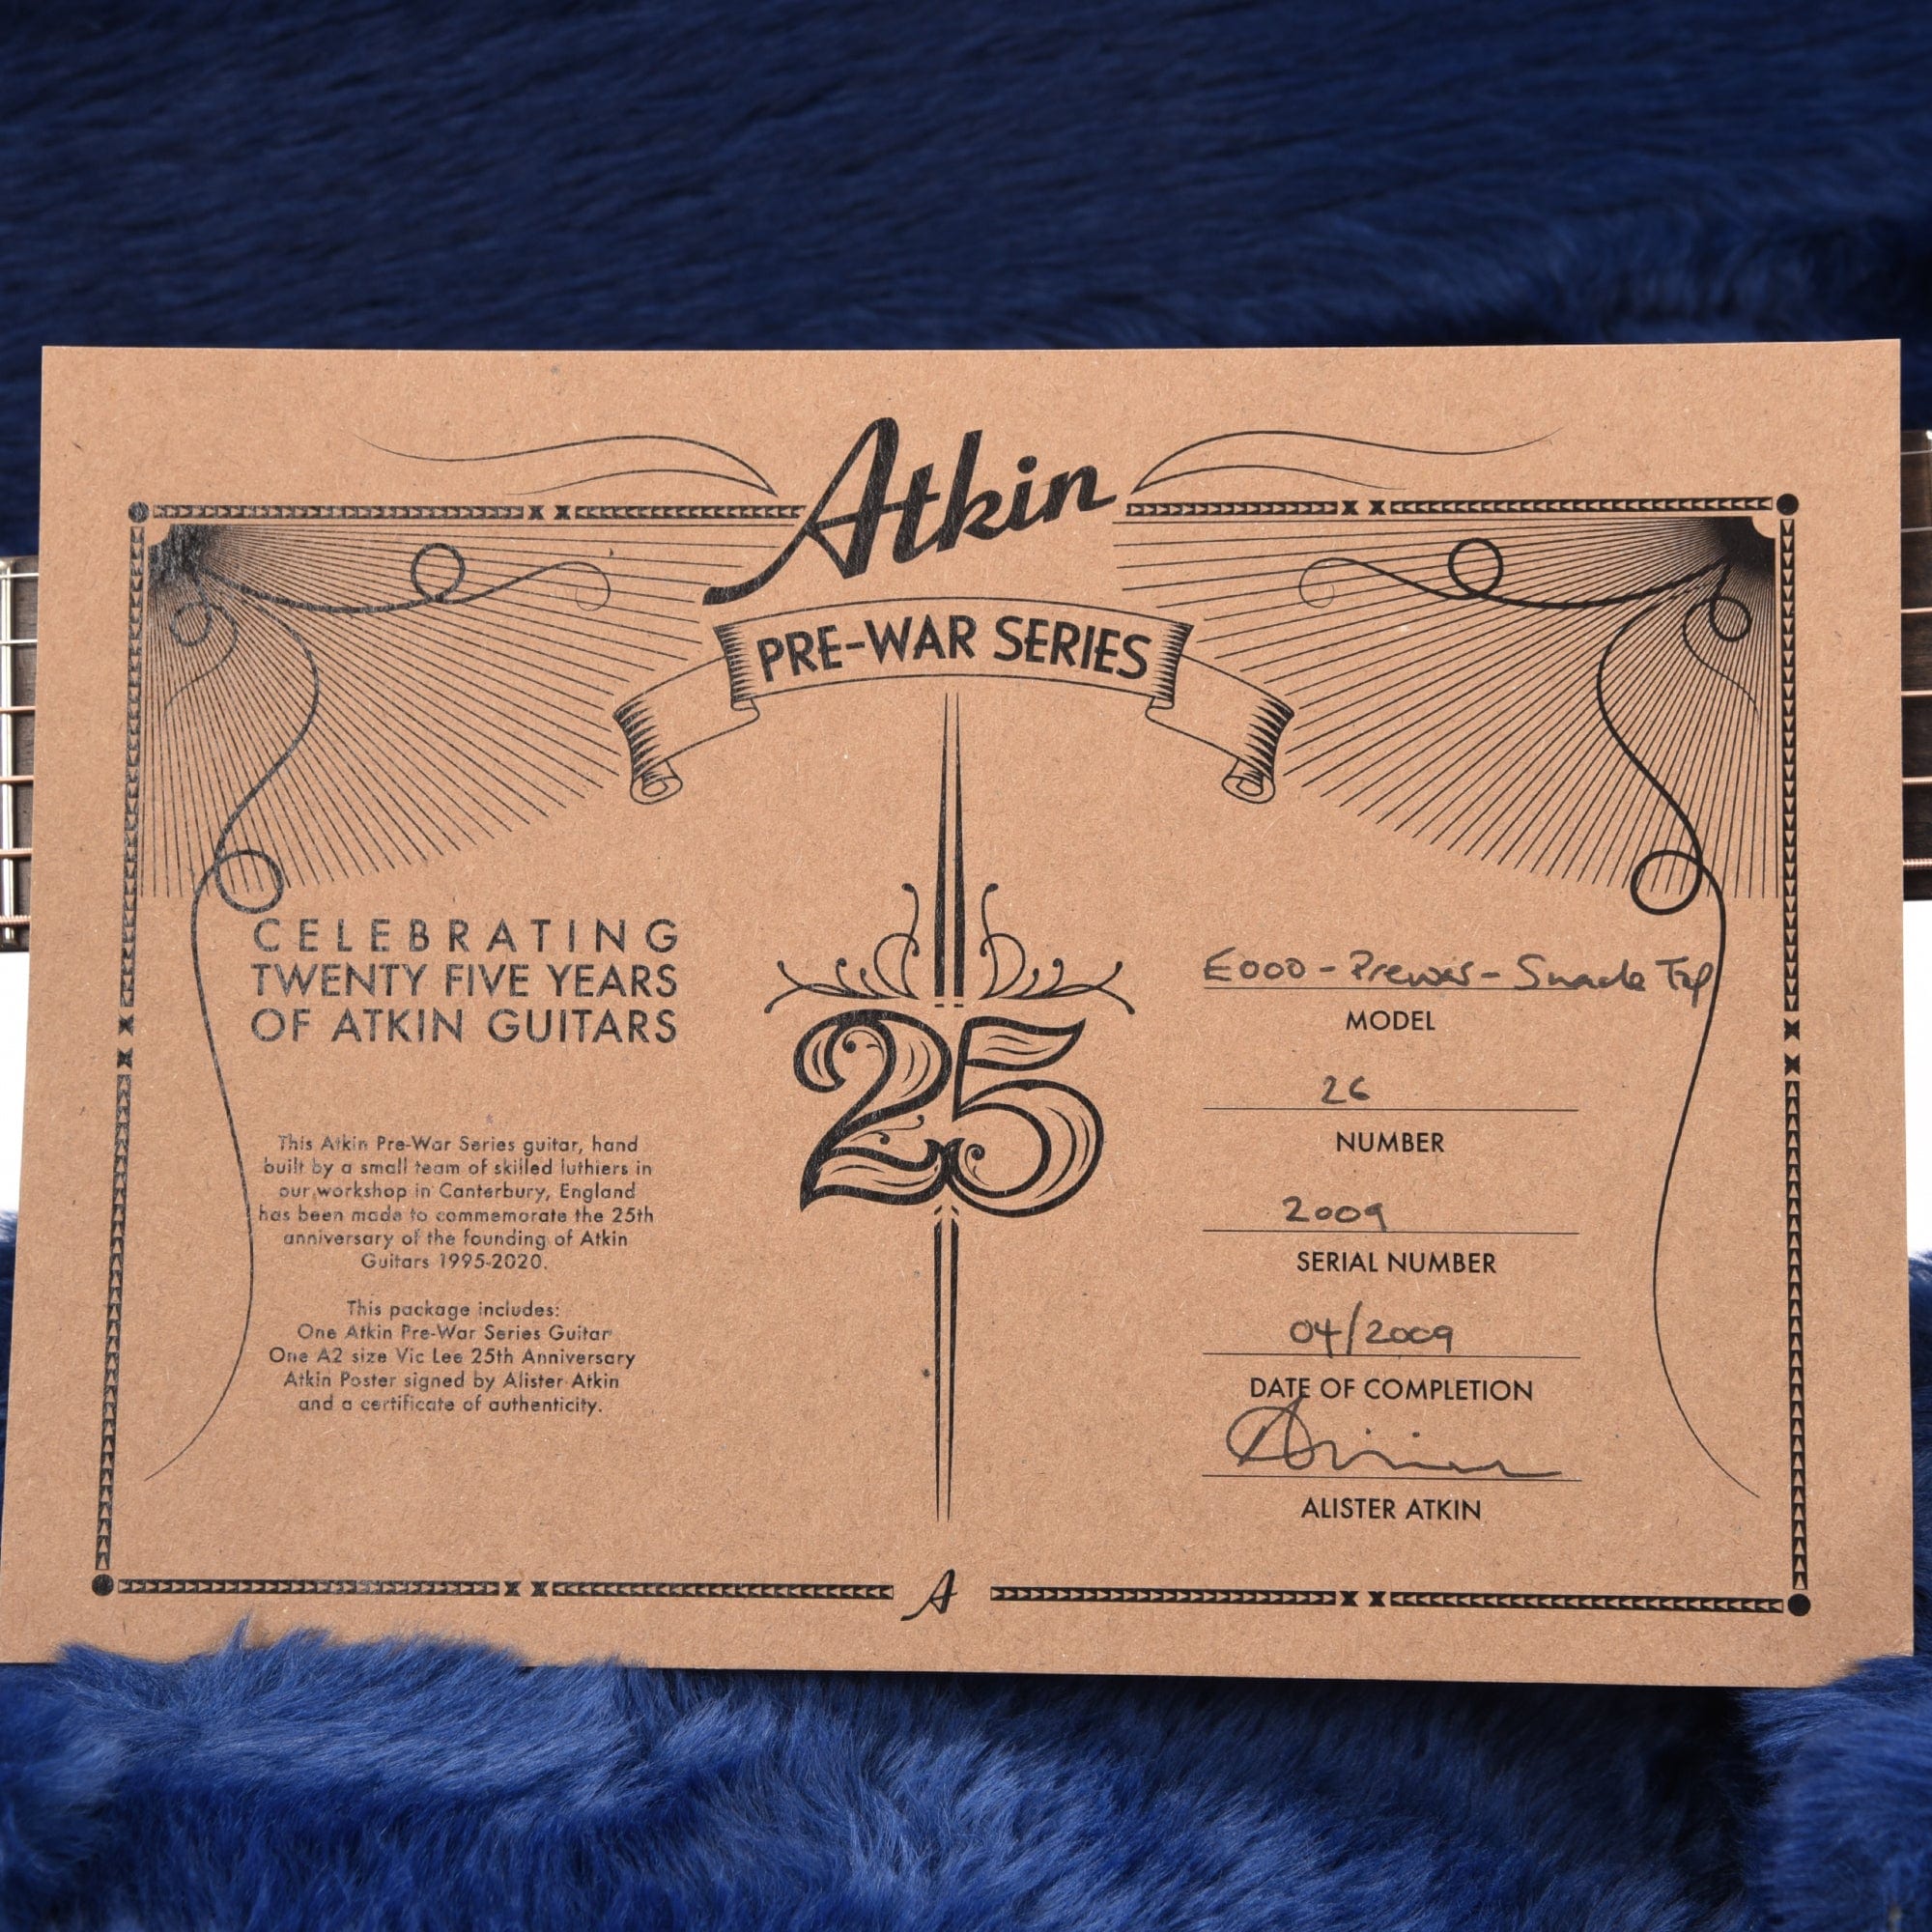 Atkin
PRE-WAR SERIES
CELEBRATING
TWENTY FIVE YEARS
OF ATKIN GUITARS
This Atkin Pre-War Series guitar, hand
built by a small team of skilled luthiers in
our workshop in Canterbury, England
has been made to commemorate the 25th
anniversary of the founding of Atkin
Guitars 1995-2020.
This package includes:
One Atkin Pre-War Series Guitar
One A2 size Vic Lee 25th Anniversary
Atkin Poster signed by Alister Atkin
and a certificate of authenticity.
25
E000 - Prewar -
MODEL
26
NUMBER
2009
SERIAL NUMBER
04/2009
DATE OF COMPLETION
ALISTER ATKIN
A